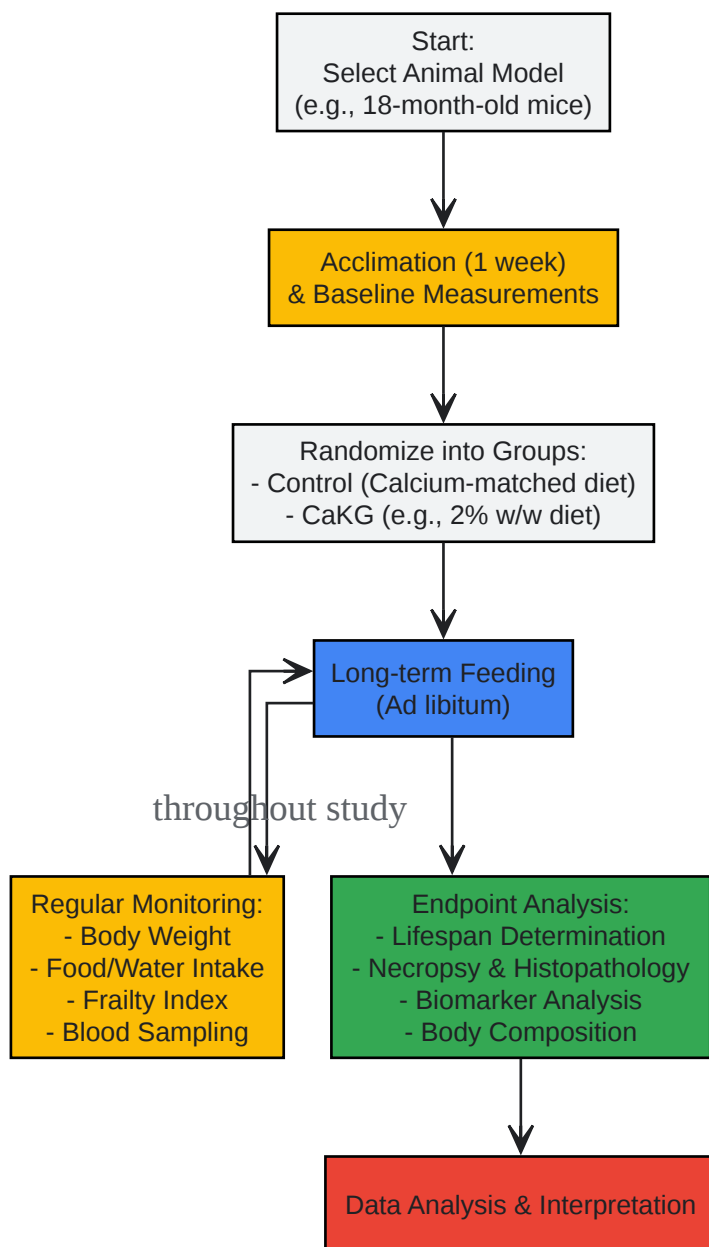 Start:
Select Animal Model
(e.g., 18-month-old mice)
Acclimation (1 week)
& Baseline Measurements
Randomize into Groups:
- Control (Calcium-matched diet)
- CaKG (e.g., 2% w/w diet)
Long-term Feeding
(Ad libitum)
throughout study
Regular Monitoring:
- Body Weight
- Food/Water Intake
- Frailty Index
- Blood Sampling
Endpoint Analysis:
- Lifespan Determination
- Necropsy & Histopathology
- Biomarker Analysis
- Body Composition
Data Analysis & Interpretation